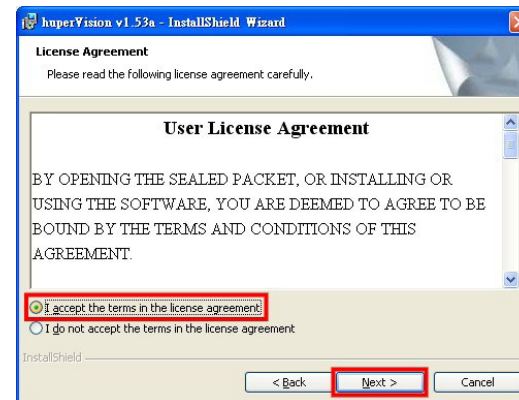 huperVision v1.53a - InstallShield Wizard
License Agreement
Please read the following license agreement carefully.
User License Agreement
BY OPENING THE SEALED PACKET, OR INSTALLING OR
USING THE SOFTWARE, YOU ARE DEEMED TO AGREE TO BE
BOUND BY THE TERMS AND CONDITIONS OF THIS
AGREEMENT.
I accept the terms in the license agreement
I do not accept the terms in the license agreement
InstallShield
< Back
Next >
Cancel